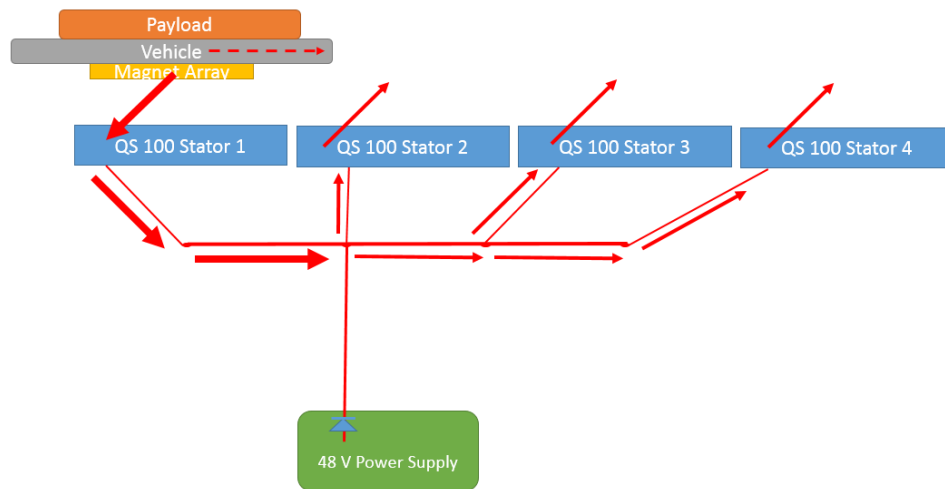 Payload
Vehicle
Magnet Array
QS 100 Stator 1
QS 100 Stator 2
QS 100 Stator 3
QS 100 Stator 4
48 V Power Supply